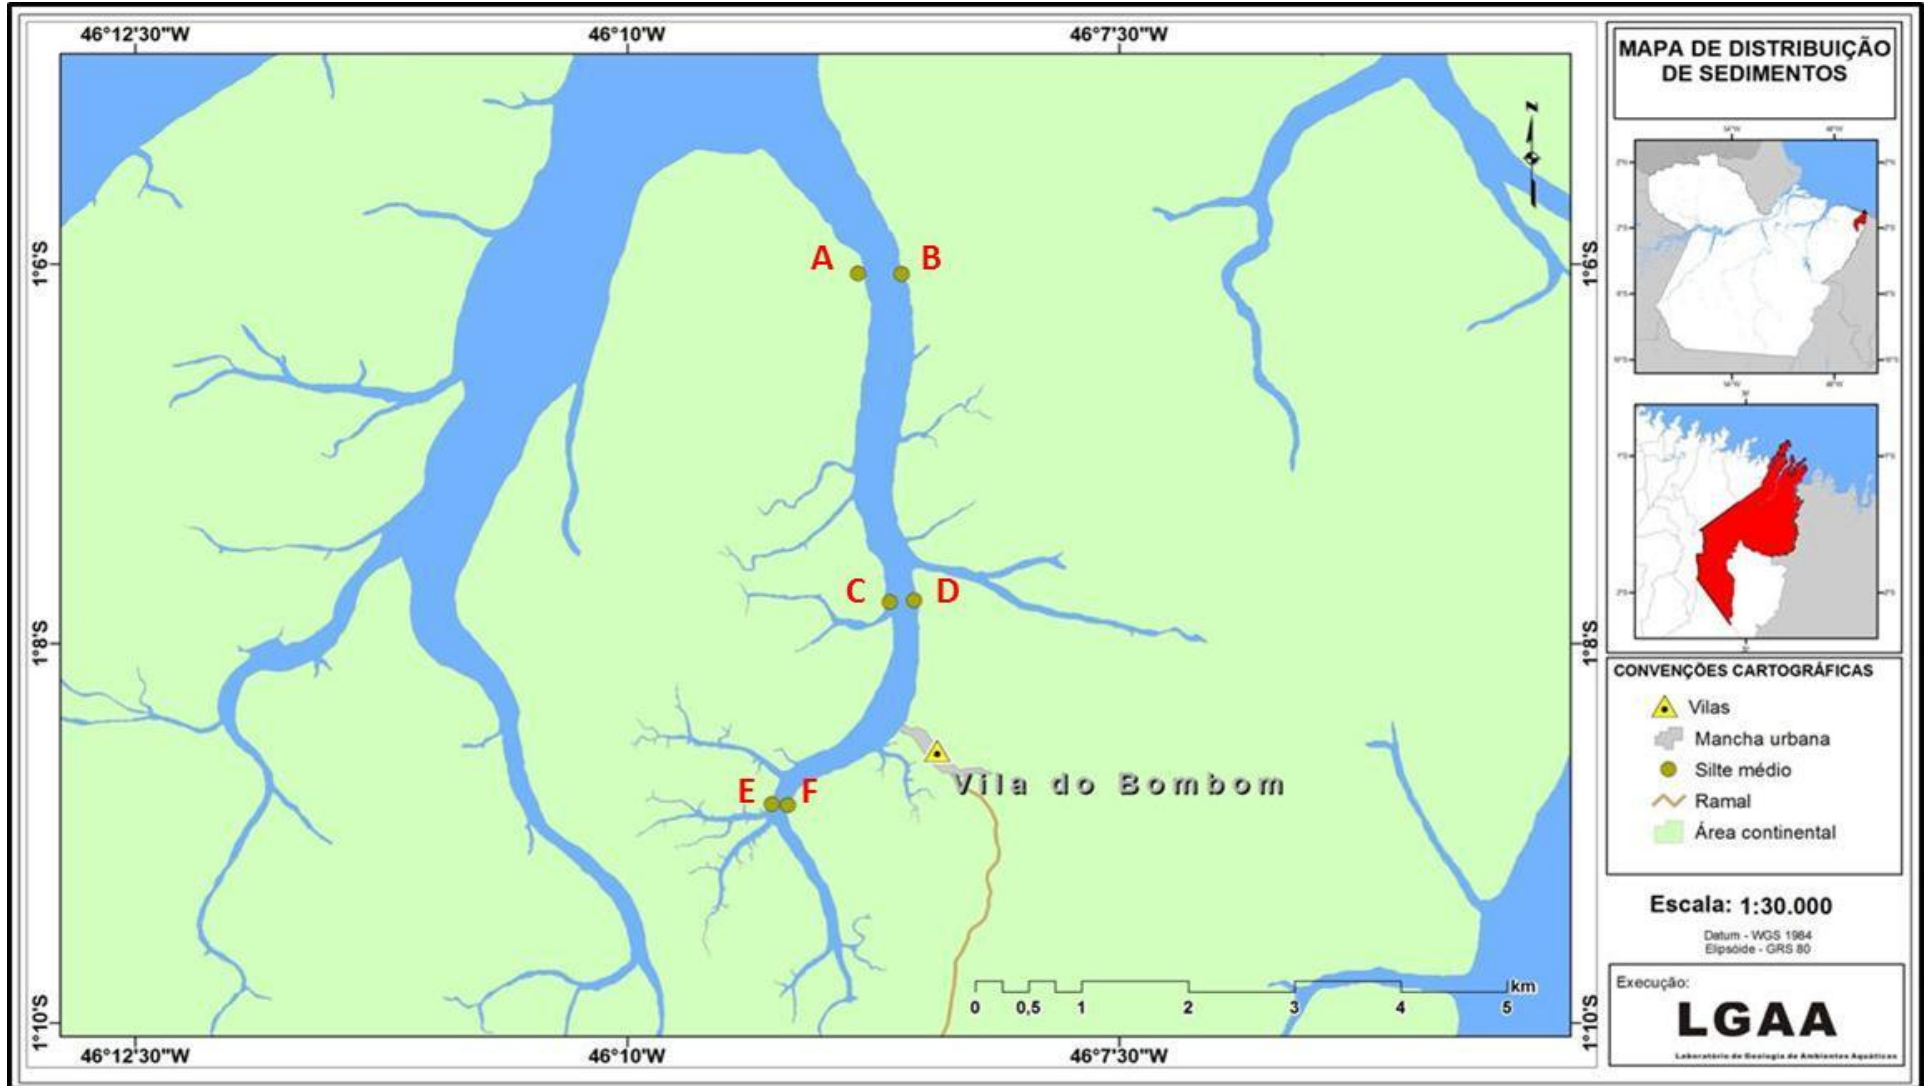 46°12'30"W
46°10'W
46°7'30"W
1°6'S
1°8'S
1°10'S
A
B
C
D
E
F
Vila do Bombom
km
0 0,5 1 2 3 4 5
1°6'S
1°8'S
1°10'S
46°12'30"W
46°10'W
46°7'30"W
z
MAPA DE DISTRIBUIÇÃO
DE SEDIMENTOS
CONVENÇÕES CARTOGRÁFICAS
Vilas
Mancha urbana
Silte médio
Ramal
Área continental
Escala: 1:30.000
Datum - WGS 1984
Elipsóide - GRS 80
Execução:
LGAA
Laboratório de Geologia de Ambientes Aquáticos